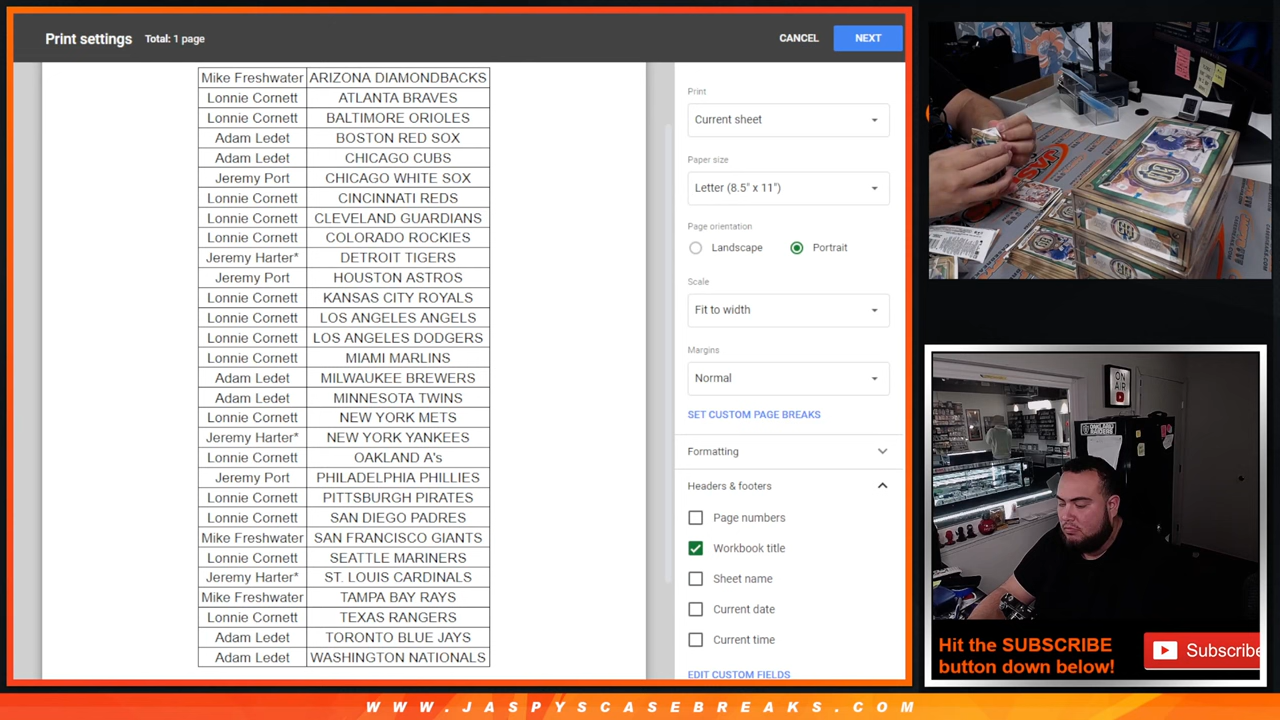 Print settings Total: 1 page CANCEL NEXT
Mike Freshwater ARIZONA DIAMONDBACKS
Lonnie Cornett ATLANTA BRAVES
Lonnie Cornett BALTIMORE ORIOLES
Adam Ledet BOSTON RED SOX
Adam Ledet CHICAGO CUBS
Jeremy Port CHICAGO WHITE SOX
Lonnie Cornett CINCINNATI REDS
Lonnie Cornett CLEVELAND GUARDIANS
Lonnie Cornett COLORADO ROCKIES
Jeremy Harter* DETROIT TIGERS
Jeremy Port HOUSTON ASTROS
Lonnie Cornett KANSAS CITY ROYALS
Lonnie Cornett LOS ANGELES ANGELS
Lonnie Cornett LOS ANGELES DODGERS
Lonnie Cornett MIAMI MARLINS
Adam Ledet MILWAUKEE BREWERS
Adam Ledet MINNESOTA TWINS
Lonnie Cornett NEW YORK METS
Jeremy Harter* NEW YORK YANKEES
Lonnie Cornett OAKLAND A's
Jeremy Port PHILADELPHIA PHILLIES
Lonnie Cornett PITTSBURGH PIRATES
Lonnie Cornett SAN DIEGO PADRES
Mike Freshwater SAN FRANCISCO GIANTS
Lonnie Cornett SEATTLE MARINERS
Jeremy Harter* ST. LOUIS CARDINALS
Mike Freshwater TAMPA BAY RAYS
Lonnie Cornett TEXAS RANGERS
Adam Ledet TORONTO BLUE JAYS
Adam Ledet WASHINGTON NATIONALS
Print
Current sheet
Paper size
Letter (8.5" x 11")
Page orientation
Landscape Portrait
Scale
Fit to width
Margins
Normal
SET CUSTOM PAGE BREAKS
Formatting
Headers & footers
Page numbers
Workbook title
Sheet name
Current date
Current time
EDIT CUSTOM FIELDS
ON
AIR
Hit the SUBSCRIBE
button down below!
Subscribe
WWW.JASPYSCASEBREAKS.COM